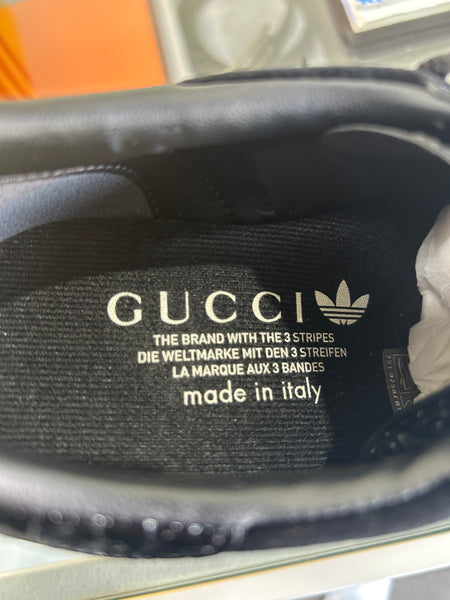 GUCCI
THE BRAND WITH THE 3 STRIPES
DIE WELTMARKE MIT DEN 3 STREIFEN
LA MARQUE AUX 3 BANDES
made in italy